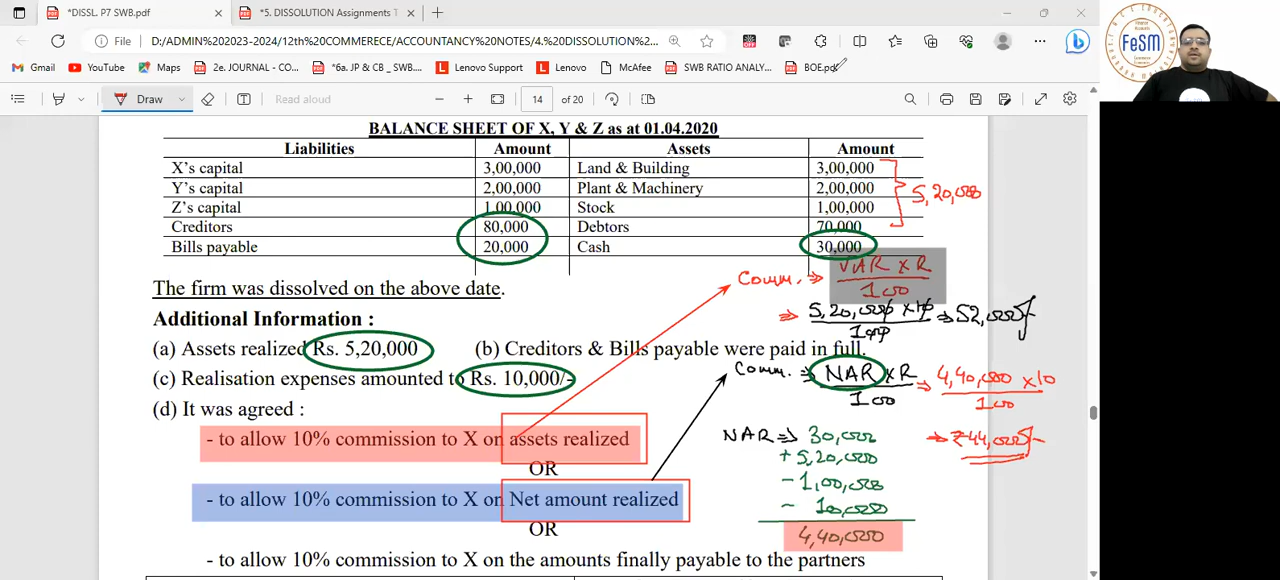 *DISSL. P7 SWB.pdf
*5. DISSOLUTION Assignments T
File D:/ADMIN%202023-2024/12th%20COMMERCE/ACCOUNTANCE%20NOTES/4.%20DISSOLUTION%...
OFF
Gmail YouTube Maps 2e. JOURNAL - CO... *6a. JP & CB _ SWB.... Lenovo Support Lenovo McAfee SWB RATIO ANALY... BOE.pdf
Draw Read aloud 14 of 20
FeSM
BALANCE SHEET OF X, Y & Z as at 01.04.2020
Liabilities Amount Assets Amount
X's capital 3,00,000 Land & Building 3,00,000
Y's capital 2,00,000 Plant & Machinery 2,00,000
5,20,000
Z's capital 1,00,000 Stock 1,00,000
Creditors 80,000 Debtors 70,000
Bills payable 20,000 Cash 30,000
Comm. ⇒ VAR x R
100
The firm was dissolved on the above date.
⇒ 5,20,000 x 10 ⇒ 52,000/-
100
Additional Information :
(a) Assets realized Rs. 5,20,000 (b) Creditors & Bills payable were paid in full.
(c) Realisation expenses amounted to Rs. 10,000/-
Comm. ⇒ NAR x R ⇒ 4,40,000 x 10
100 100
(d) It was agreed :
- to allow 10% commission to X on assets realized
NAR ⇒ 30,000 ⇒ ₹44,000/-
+ 5,20,000
OR
- 1,00,000
- to allow 10% commission to X on Net amount realized
- 10,000
OR
4,40,000
- to allow 10% commission to X on the amounts finally payable to the partners